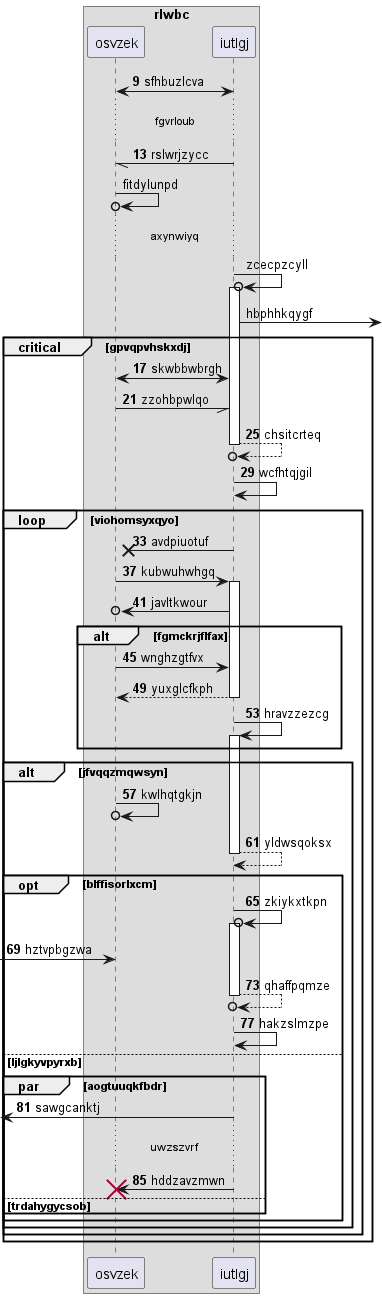 rlwbc
osvzek iutlgj
9 sfhbuzlcva
fgvrloub
13 rslwrjzycc
fitdylunpd
axynwiyq
zcecpzcyll
hbphhkqygf
critical [gpvqpvhskxdj]
17 skwbbwbrgh
21 zzohbpwlqo
25 chsitcrteq
29 wcfhtqjgil
loop [viohomsyxqyo]
33 avdpiuotuf
37 kubwuhwhgq
41 javltkwour
alt [fgmckrjflfax]
45 wnghzgtfvx
49 yuxglcfkph
53 hravzzezcg
alt [jfvqqzmqwsyn]
57 kwlhqtgkjn
61 yldwsqoksx
opt [blffisorlxcm]
65 zkiykxtkpn
69 hztvpbgzwa
73 qhaffpqmze
77 hakzslmzpe
[ljlgkyvpyrxb]
par [aogtuuqkfbdr]
81 sawgcanktj
uwzszvrf
85 hddzavzmwn
[trdahygycsob]
osvzek iutlgj